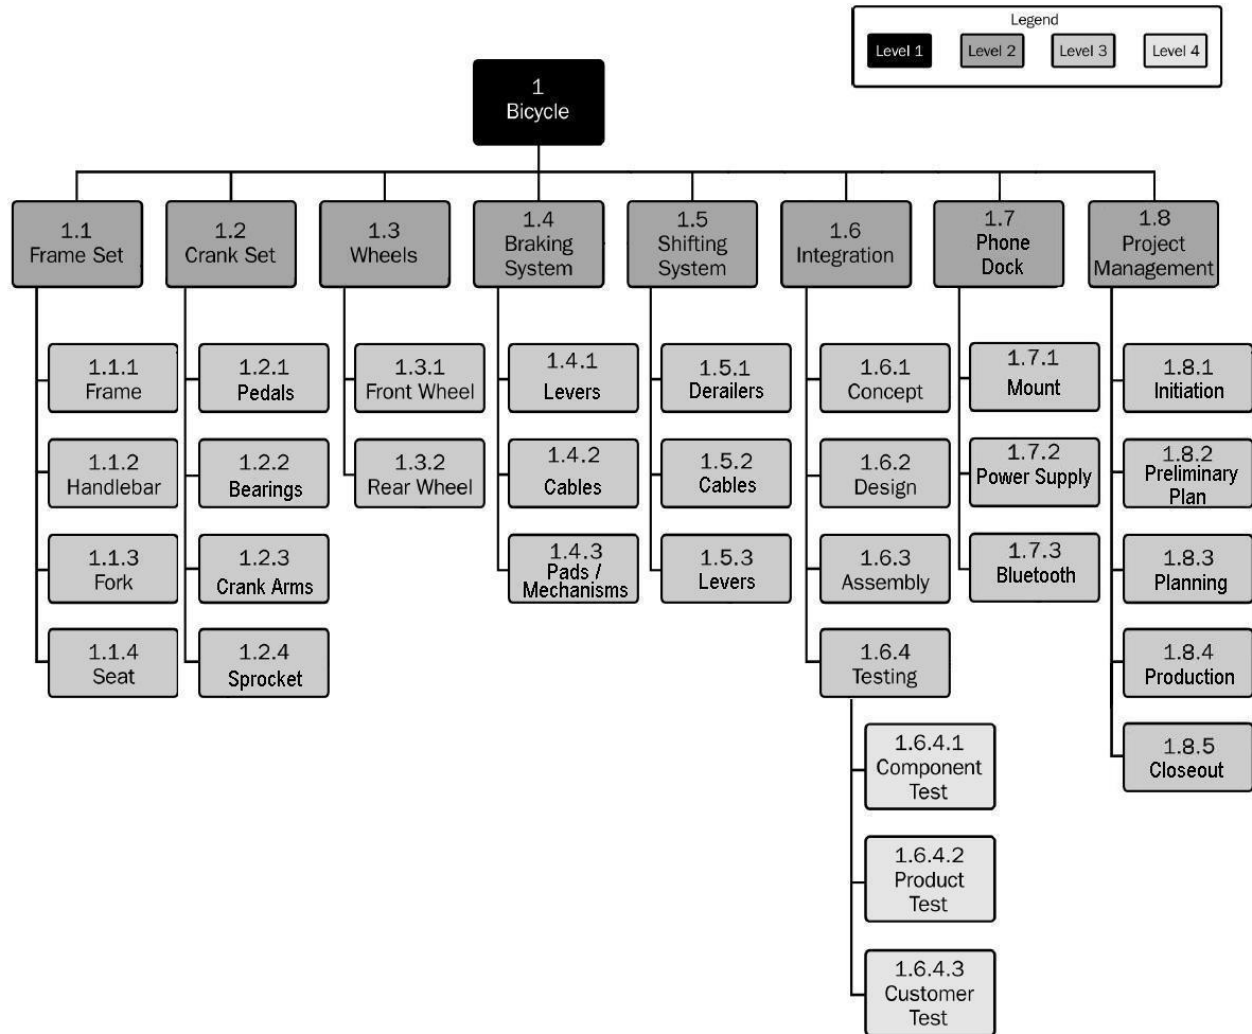 Legend
Level 1
Level 2
Level 3
Level 4
1
Bicycle
1.1
Frame Set
1.2
Crank Set
1.3
Wheels
1.4
Braking
System
1.5
Shifting
System
1.6
Integration
1.7
Phone
Dock
1.8
Project
Management
1.1.1
Frame
1.1.2
Handlebar
1.1.3
Fork
1.1.4
Seat
1.2.1
Pedals
1.2.2
Bearings
1.2.3
Crank Arms
1.2.4
Sprocket
1.3.1
Front Wheel
1.3.2
Rear Wheel
1.4.1
Levers
1.4.2
Cables
1.4.3
Pads /
Mechanisms
1.5.1
Derailers
1.5.2
Cables
1.5.3
Levers
1.6.1
Concept
1.6.2
Design
1.6.3
Assembly
1.6.4
Testing
1.6.4.1
Component
Test
1.6.4.2
Product
Test
1.6.4.3
Customer
Test
1.7.1
Mount
1.7.2
Power Supply
1.7.3
Bluetooth
1.8.1
Initiation
1.8.2
Preliminary
Plan
1.8.3
Planning
1.8.4
Production
1.8.5
Closeout